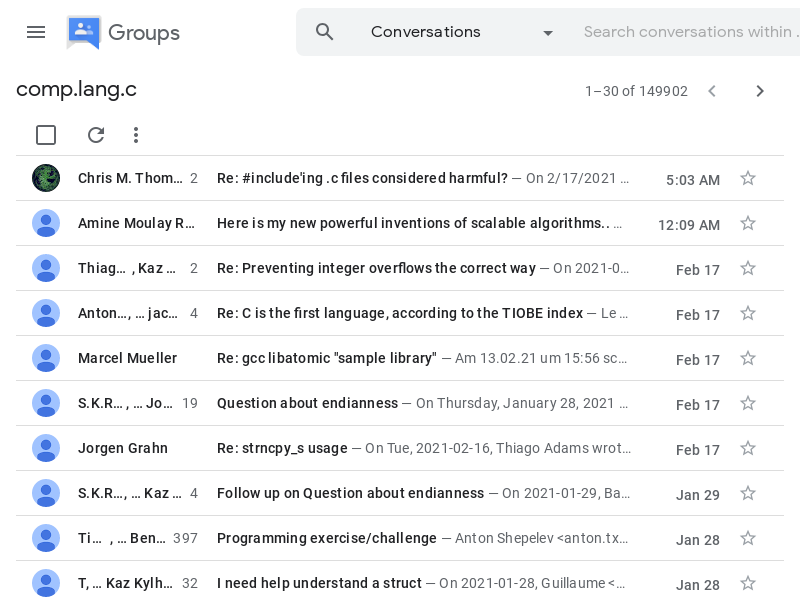 Groups
Conversations
Search conversations within .
comp.lang.c
1–30 of 149902
Chris M. Thom… 2 Re: #include'ing .c files considered harmful? — On 2/17/2021 … 5:03 AM
Amine Moulay R… Here is my new powerful inventions of scalable algorithms.. … 12:09 AM
Thiag… , Kaz … 2 Re: Preventing integer overflows the correct way — On 2021-0… Feb 17
Anton…, … jac… 4 Re: C is the first language, according to the TIOBE index — Le … Feb 17
Marcel Mueller Re: gcc libatomic "sample library" — Am 13.02.21 um 15:56 sc… Feb 17
S.K.R…, … Jo… 19 Question about endianness — On Thursday, January 28, 2021 … Feb 17
Jorgen Grahn Re: strncpy_s usage — On Tue, 2021-02-16, Thiago Adams wrot… Feb 17
S.K.R…, … Kaz … 4 Follow up on Question about endianness — On 2021-01-29, Ba… Jan 29
Ti… , … Ben… 397 Programming exercise/challenge — Anton Shepelev <anton.tx… Jan 28
T, … Kaz Kylh… 32 I need help understand a struct — On 2021-01-28, Guillaume <… Jan 28